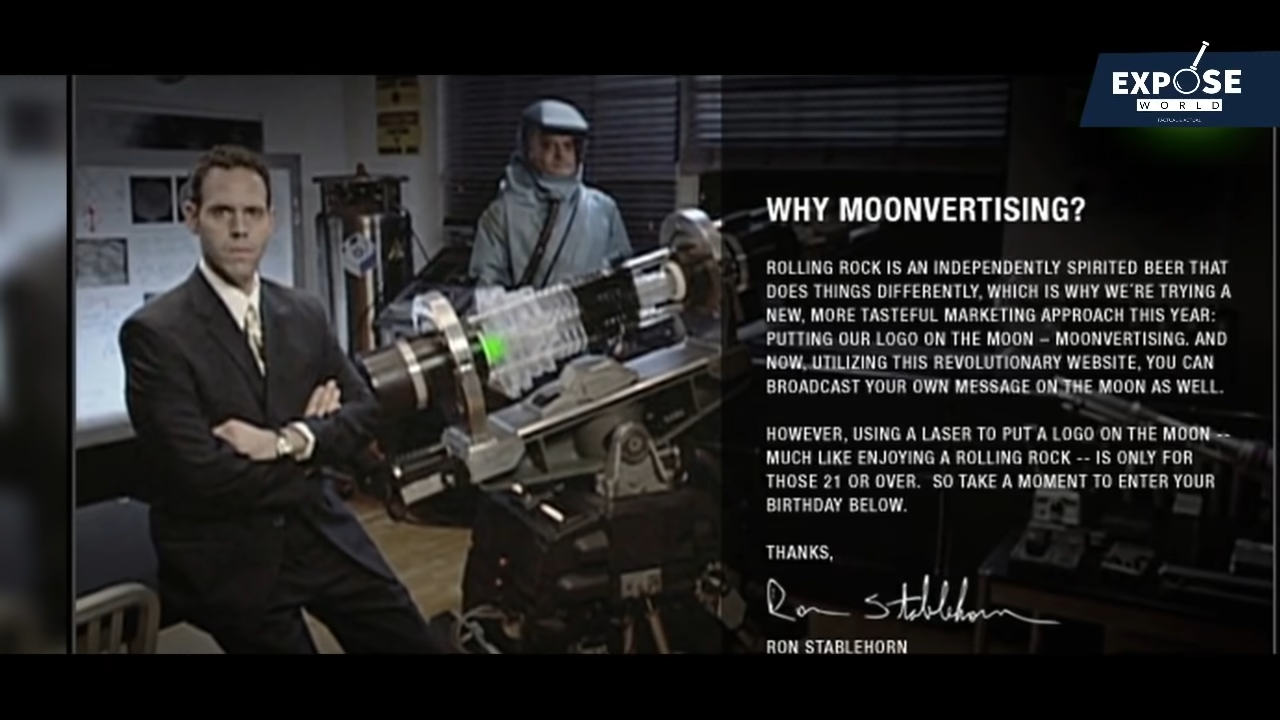 EXPOSE
WORLD
WHY MOONVERTISING?
ROLLING ROCK IS AN INDEPENDENTLY SPIRITED BEER THAT
DOES THINGS DIFFERENTLY, WHICH IS WHY WE'RE TRYING A
NEW, MORE TASTEFUL MARKETING APPROACH THIS YEAR:
PUTTING OUR LOGO ON THE MOON – MOONVERTISING. AND
NOW, UTILIZING THIS REVOLUTIONARY WEBSITE, YOU CAN
BROADCAST YOUR OWN MESSAGE ON THE MOON AS WELL.
HOWEVER, USING A LASER TO PUT A LOGO ON THE MOON --
MUCH LIKE ENJOYING A ROLLING ROCK -- IS ONLY FOR
THOSE 21 OR OVER. SO TAKE A MOMENT TO ENTER YOUR
BIRTHDAY BELOW.
THANKS,
Ron Stablehorn
RON STABLEHORN